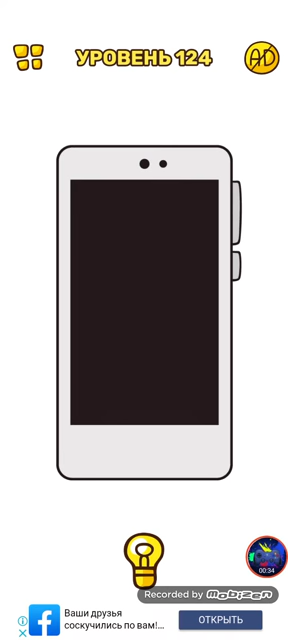 УРОВЕНЬ 124
AD
00:34
Recorded by Mobizen
Ваши друзья
соскучились по вам!...
ОТКРЫТЬ